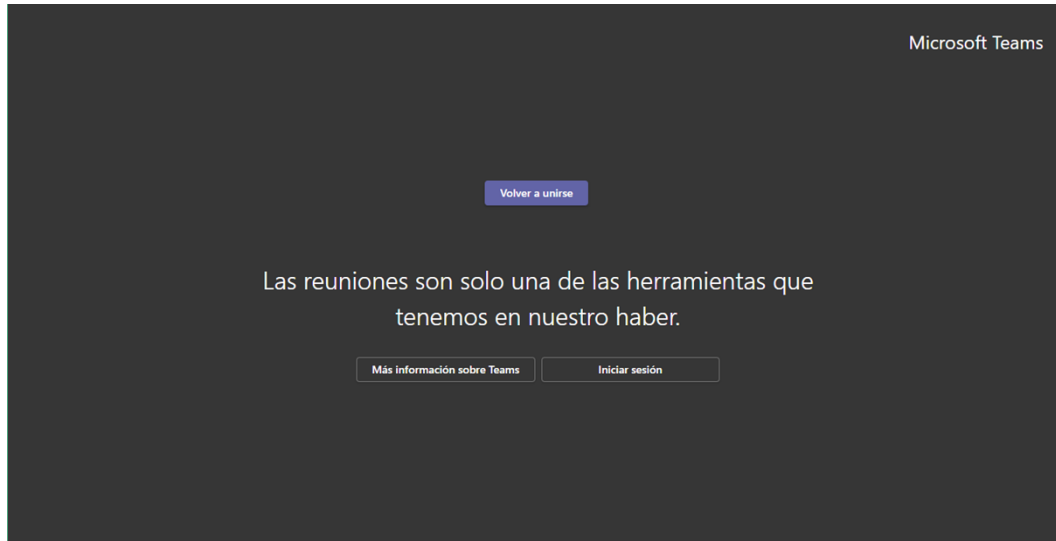 Microsoft Teams
Volver a unirse
Las reuniones son solo una de las herramientas que
tenemos en nuestro haber.
Más información sobre Teams
Iniciar sesión